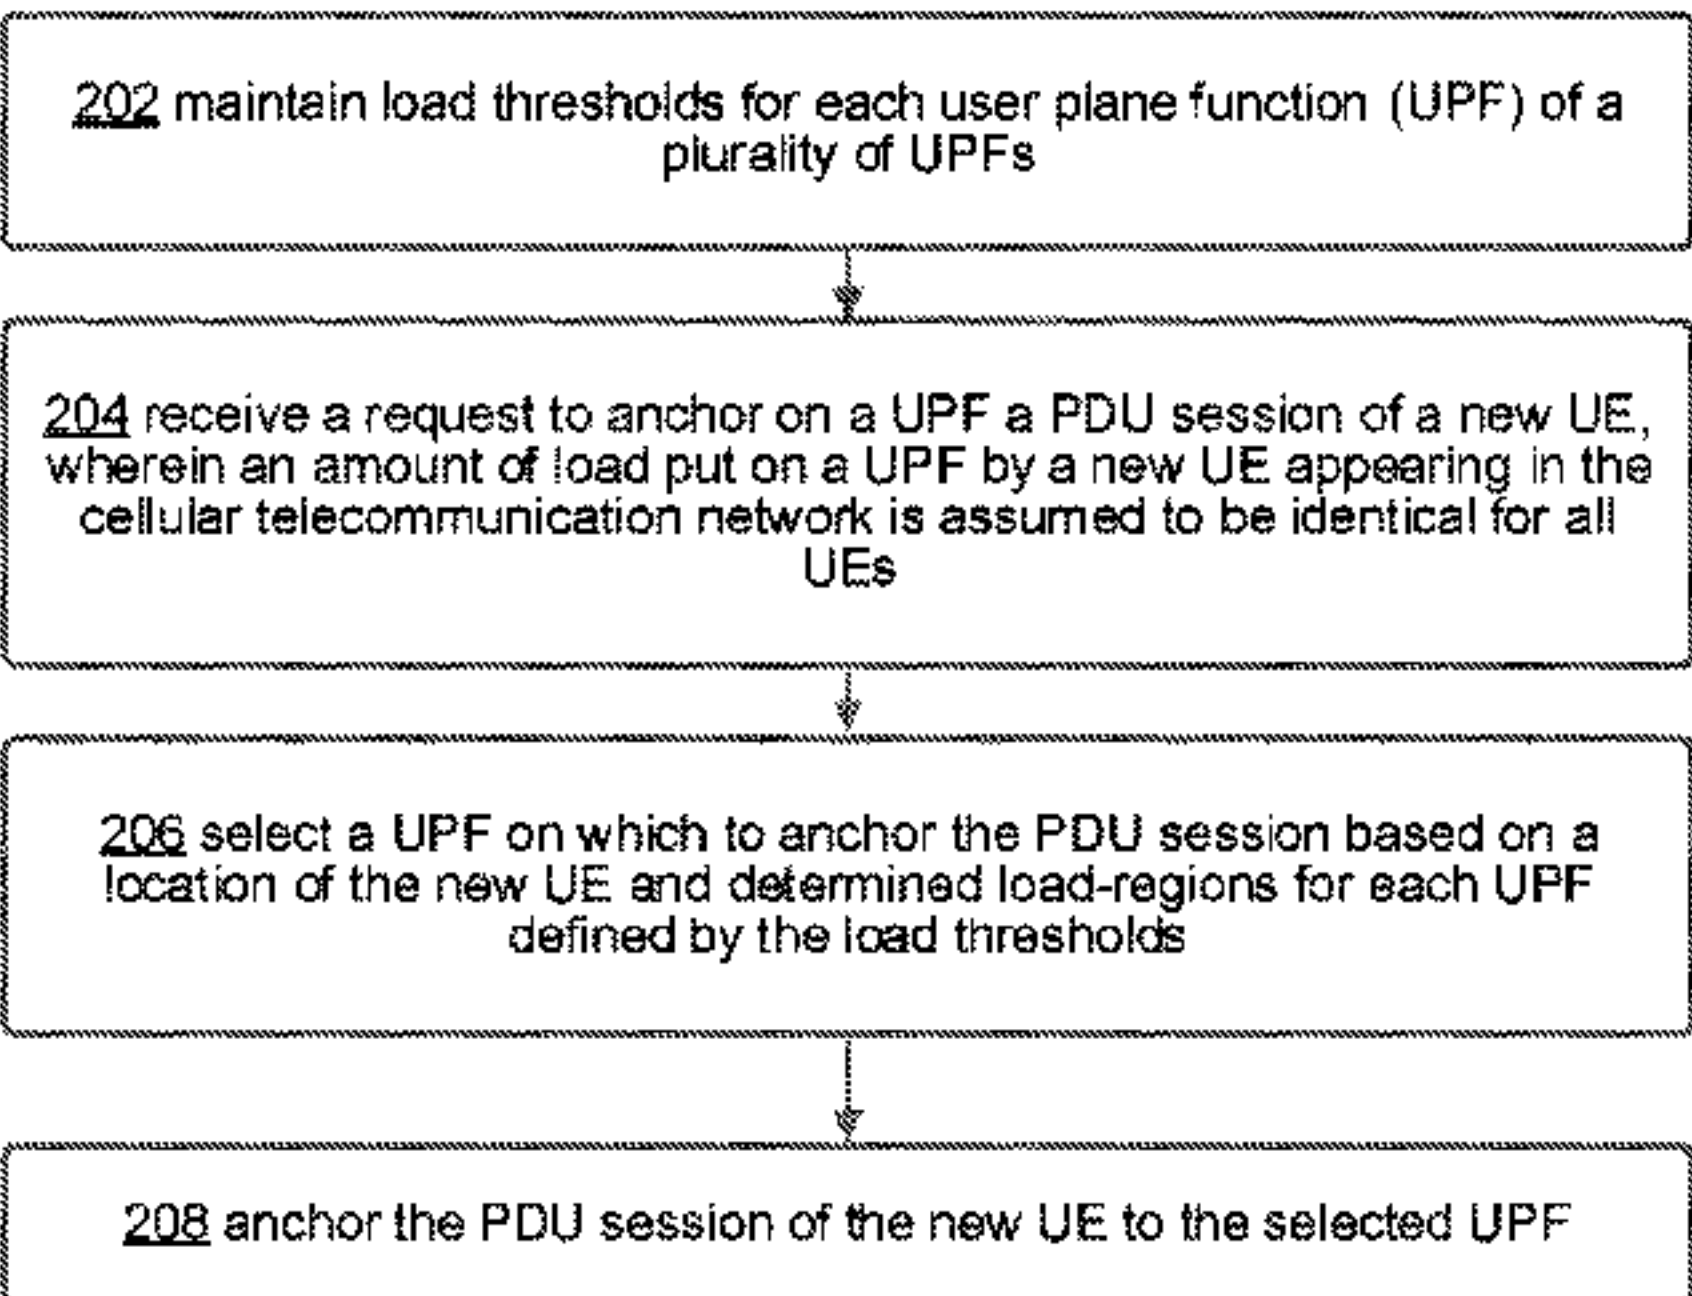 202 maintain load thresholds for each user plane function (UPF) of a
plurality of UPFs
204 receive a request to anchor on a UPF a PDU session of a new UE,
wherein an amount of load put on a UPF by a new UE appearing in the
cellular telecommunication network is assumed to be identical for all
UEs
206 select a UPF on which to anchor the PDU session based on a
location of the new UE and determined load-regions for each UPF
defined by the load thresholds
208 anchor the PDU session of the new UE to the selected UPF